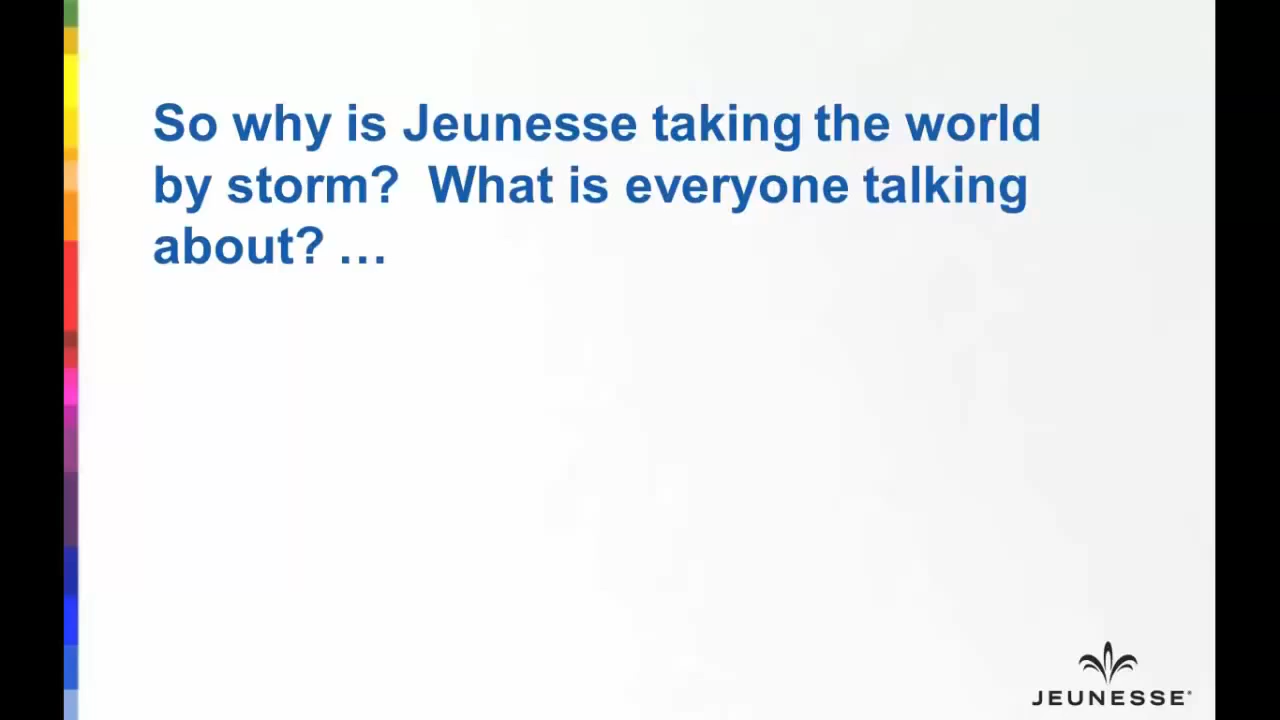 So why is Jeunesse taking the world
by storm?  What is everyone talking
about? …
JEUNESSE®